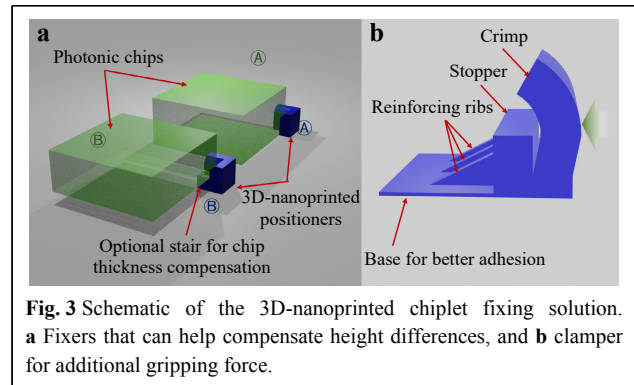 a
Photonic chips
Ⓐ
Ⓑ
Ⓐ
Ⓑ
3D-nanoprinted
positioners
Optional stair for chip
thickness compensation
b
Crimp
Stopper
Reinforcing ribs
Base for better adhesion
Fig. 3 Schematic of the 3D-nanoprinted chiplet fixing solution.
a Fixers that can help compensate height differences, and b clamper
for additional gripping force.